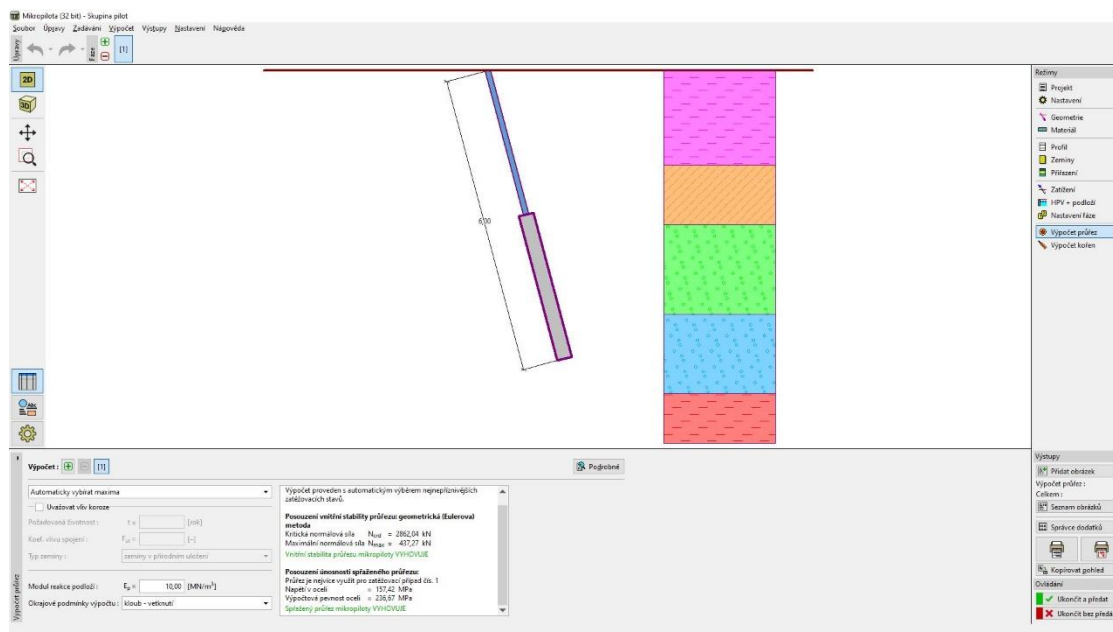 Mikropilota (32 bit) - Skupina pilot
Soubor Úpravy Zadávání Výpočet Výstupy Nastavení Nápověda
Úpravy
Fáze
[1]
2D
3D
6,00
Režimy
Projekt
Nastavení
Geometrie
Materiál
Profil
Zeminy
Přiřazení
Zatížení
HPV + podloží
Nastavení fáze
Výpočet průřez
Výpočet kořen
Výpočet průřez
Výpočet : [1]
Podrobně
Automaticky vybírat maxima
Uvažovat vliv koroze
Požadovaná životnost : t = [rok]
Koef. vlivu spojení : [-]
Typ zeminy : zeminy v přírodním uložení
Modul reakce podloží : Ep = 10,00 [MN/m³]
Okrajové podmínky výpočtu : kloub - vetknutí
Výpočet proveden s automatickým výběrem nejnepříznivějších
zatěžovacích stavů.
Posouzení vnitřní stability průřezu: geometrická (Eulerova)
metoda
Kritická normálová síla Ncrd = 2862,04 kN
Maximální normálová síla Nmax = 437,27 kN
Vnitřní stabilita průřezu mikropiloty VYHOVUJE
Posouzení únosnosti spřaženého průřezu:
Průřez je nejvíce využit pro zatěžovací případ čís. 1
Napětí v oceli = 157,42 MPa
Výpočtová pevnost oceli = 236,67 MPa
Spřažený průřez mikropiloty VYHOVUJE
Výstupy
Přidat obrázek
Výpočet průřez :
Celkem :
Seznam obrázků
Správce dodatků
Kopírovat pohled
Ovládání
Ukončit a předat
Ukončit bez předá